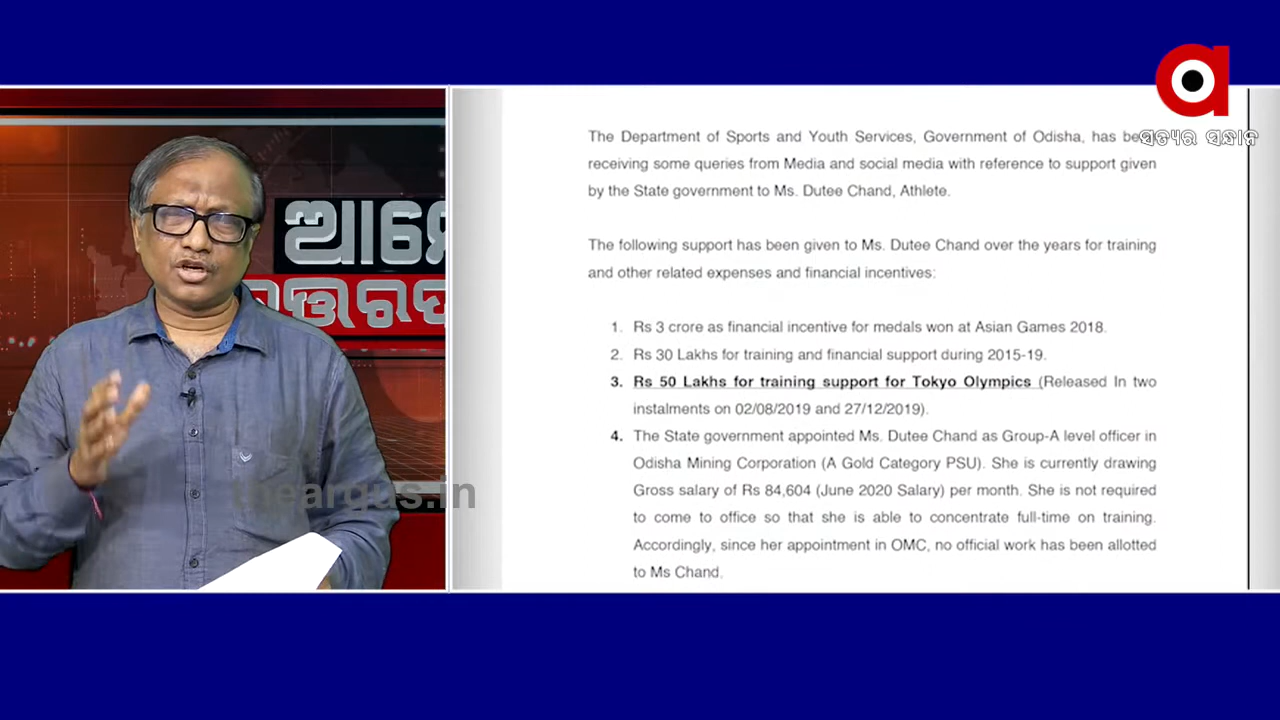 ସତ୍ୟର ସନ୍ଧାନ
ଆମେ
ଉତ୍ତରଦ
theargus.in
The Department of Sports and Youth Services, Government of Odisha, has been
receiving some queries from Media and social media with reference to support given
by the State government to Ms. Dutee Chand, Athlete.
The following support has been given to Ms. Dutee Chand over the years for training
and other related expenses and financial incentives:
1. Rs 3 crore as financial incentive for medals won at Asian Games 2018.
2. Rs 30 Lakhs for training and financial support during 2015-19.
3. Rs 50 Lakhs for training support for Tokyo Olympics (Released In two
instalments on 02/08/2019 and 27/12/2019).
4. The State government appointed Ms. Dutee Chand as Group-A level officer in
Odisha Mining Corporation (A Gold Category PSU). She is currently drawing
Gross salary of Rs 84,604 (June 2020 Salary) per month. She is not required
to come to office so that she is able to concentrate full-time on training.
Accordingly, since her appointment in OMC, no official work has been allotted
to Ms Chand.